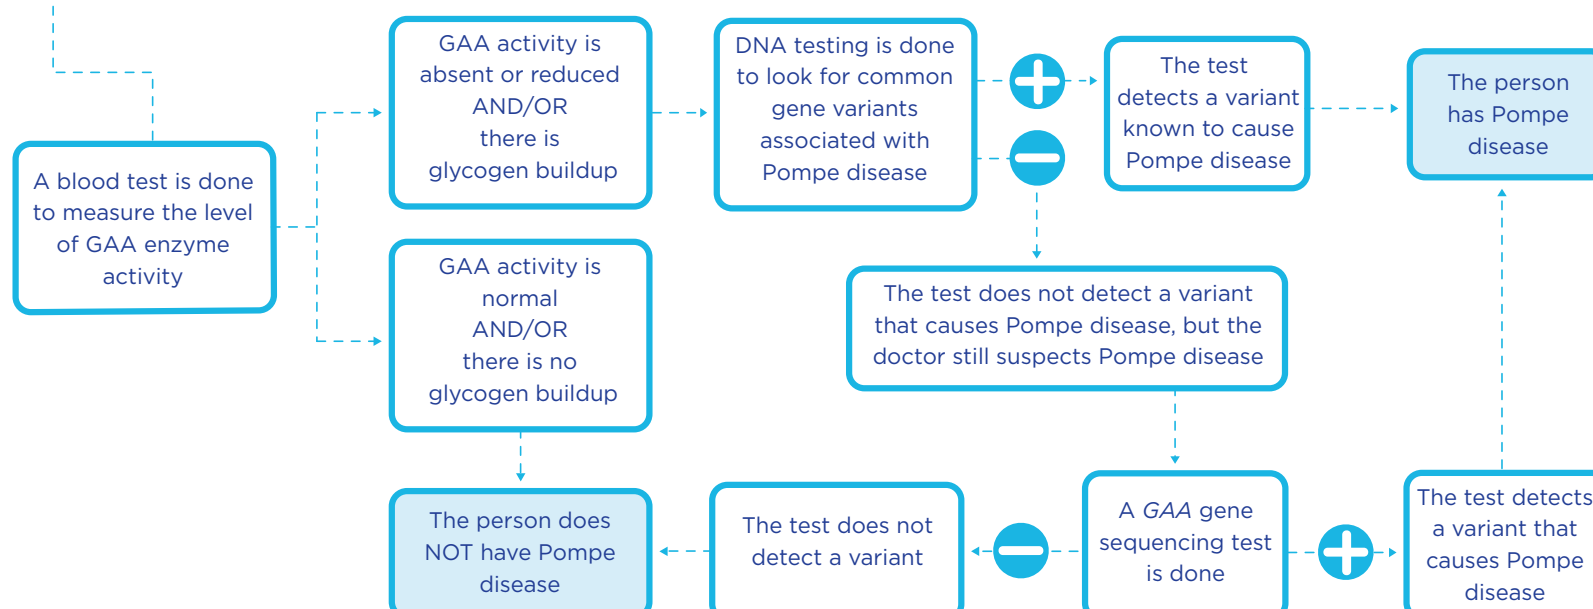 A blood test is done
to measure the level
of GAA enzyme
activity
GAA activity is
absent or reduced
AND/OR
there is
glycogen buildup
GAA activity is
normal
AND/OR
there is no
glycogen buildup
DNA testing is done
to look for common
gene variants
associated with
Pompe disease
The test
detects a variant
known to cause
Pompe disease
The person
has Pompe
disease
The test does not detect a variant
that causes Pompe disease, but the
doctor still suspects Pompe disease
A GAA gene
sequencing test
is done
The test detects
a variant that
causes Pompe
disease
The test does not
detect a variant
The person does
NOT have Pompe
disease